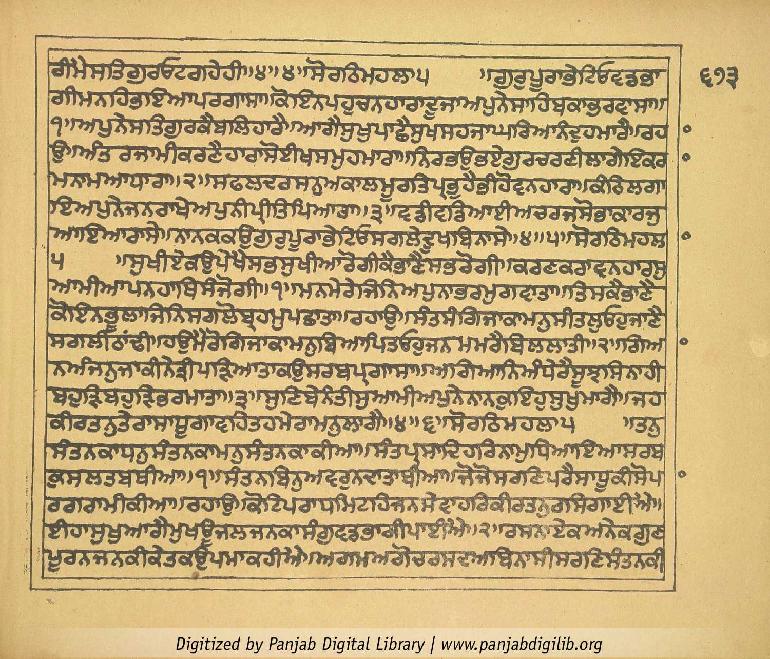 ਗੀਮੈਸਤਿਗੁਰਓਟਗਹੇਹੀ॥੪॥੪॥ਸੋਰਠਿਮਹਲਾ੫ ॥ਗੁਰੁਪੂਰਾਭੇਟਿਓਵਡਭਾ ੬੧੩
ਗੀਮਨਹਿਭਇਆਪਰਗਾਸਾ॥ਕੋਇਨਪਹੁਚਨਹਾਰਾਦੂਜਾਅਪੁਨੇਸਾਹਿਬਕਾਭਰਵਾਸਾ॥
੧॥ਅਪੁਨੇਸਤਿਗੁਰਕੈਬਲਿਹਾਰੈ॥ਆਗੈਸੁਖੁਪਾਛੈਸੁਖਸਹਜਾਘਰਿਆਨੰਦੁਹਮਾਰੈ॥ਰਹ
ਉ॥ਅੰਤਰਜਾਮੀਕਰਣੈਹਾਰਾਸੋਈਖਸਮੁਹਮਾਰਾ॥ਨਿਰਭਉਭਏਗੁਰਚਰਣੀਲਾਗੇਇਕਰ
ਮਨਾਮਆਧਾਰਾ॥੨॥ਸਫਲਦਰਸਨੁਅਕਾਲਮੂਰਤਿਪ੍ਰਭੁਹੈਭੀਹੋਵਨਹਾਰਾ॥ਕੰਠਿਲਗਾ
ਇਅਪੁਨੇਜਨਰਾਖੇਅਪੁਨੀਪ੍ਰੀਤਿਪਿਆਰਾ॥੩॥ਵਡੀਵਡਿਆਈਅਚਰਜਸੋਭਾਕਾਰਜੁ
ਆਇਆਰਾਸੇ॥ਨਾਨਕਕਉਗੁਰੁਪੂਰਾਭੇਟਿਓਸਗਲੇਦੂਖਬਿਨਾਸੇ॥੪॥੫॥ਸੋਰਠਿਮਹਲ
੫ ॥ਸੁਖੀਏਕਉਪੇਖੈਸਭਸੁਖੀਆਰੋਗੀਕੈਭਾਣੈਸਭਰੋਗੀ॥ਕਰਣਕਰਾਵਨਹਾਰਸੁ
ਆਮੀਆਪਨਹਾਥਿਸੰਜੋਗੀ॥੧॥ਮਨਮੇਰੇਜਿਨਿਅਪੁਨਾਭਰਮੁਗਵਾਤਾ॥ਤਿਸਕੈਭਾਣੈ
ਕੋਇਨਭੂਲਾਜਿਨਿਸਗਲੋਬ੍ਰਹਮੁਪਛਾਤਾ॥ਰਹਾਉ॥ਸੰਤਸੰਗਿਜਾਕਾਮਨੁਸੀਤਲੁਓਹੁਜਾਣੈ
ਸਗਲੀਠਾਂਢੀ॥ਹਉਮੈਰੋਗਿਜਾਕਾਮਨੁਬਿਆਪਿਤਓਹੁਜਨਮਮਰੈਬਿਲਲਾਤੀ॥੨॥ਗਿਆ
ਨਅੰਜਨੁਜਾਕੀਨੇਤ੍ਰੀਪੜਿਆਤਾਕਉਸਰਬਪ੍ਰਗਾਸਾ॥ਅਗਿਆਨਿਅੰਧੇਰੈਸੂਝਸਿਨਾਹੀ
ਬਹੁੜਿਬਹੁੜਿਭਰਮਾਤਾ॥੩॥ਸੁਣਿਬੇਨੰਤੀਸੁਆਮੀਅਪੁਨੇਨਾਨਕੁਇਹੁਸੁਖੁਮਾਗੈ॥ਜਹ
ਕੀਰਤਨੁਤੇਰਾਸਾਧੂਗਾਵਹਿਤਹਮੇਰਾਮਨੁਲਾਗੈ॥੪॥੬॥ਸੋਰਠਿਮਹਲਾ੫ ॥ਤਨੁ
ਸੰਤਨਕਾਧਨੁਸੰਤਨਕਾਮਨੁਸੰਤਨਕਾਕੀਆ॥ਸੰਤਪ੍ਰਸਾਦਿਹਰਿਨਾਮੁਧਿਆਇਆਸਰਬ
ਕੁਸਲਤਬਥੀਆ॥੧॥ਸੰਤਨਬਿਨੁਅਵਰੁਨਦਾਤਾਬੀਆ॥ਜੋਜੋਸਰਣਿਪਰੈਸਾਧੂਕੀਸੋਪ
ਰਗਰਾਮੀਕੀਆ॥ਰਹਾਉ॥ਕੋਟਿਪਰਾਧਮਿਟਹਿਜਨਸੇਵਾਹਰਿਕੀਰਤਨੁਰਸਿਗਾਈਐ॥
ਈਹਾਸੁਖੁਆਗੈਮੁਖਊਜਲਜਨਕਾਸੰਗੁਵਡਭਾਗੀਪਾਈਐ॥੨॥ਰਸਨਾਏਕਅਨੇਕਗੁਣ
ਪੂਰਨਜਨਕੀਕੇਤਕਉਪਮਾਕਹੀਐ॥ਅਗਮਅਗੋਚਰਸਦਅਬਿਨਾਸੀਸਰਣਿਸੰਤਨਕੀ
Digitized by Panjab Digital Library | www.panjabdigilib.org